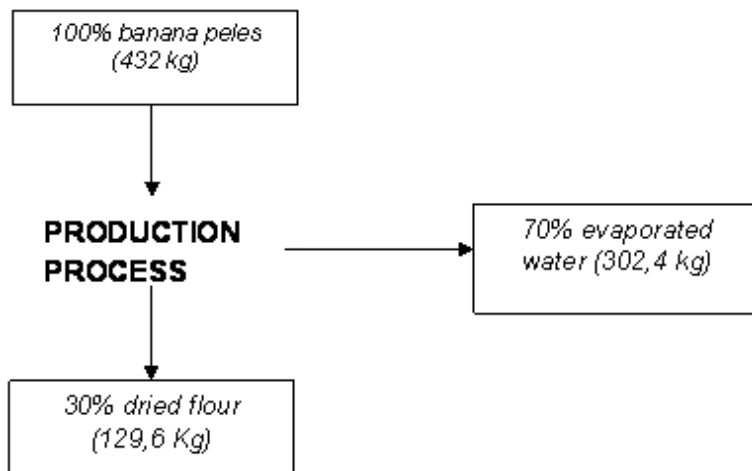 100% banana peles
(432 kg)
PRODUCTION
PROCESS
70% evaporated
water (302,4 kg)
30% dried flour
(129,6 Kg)